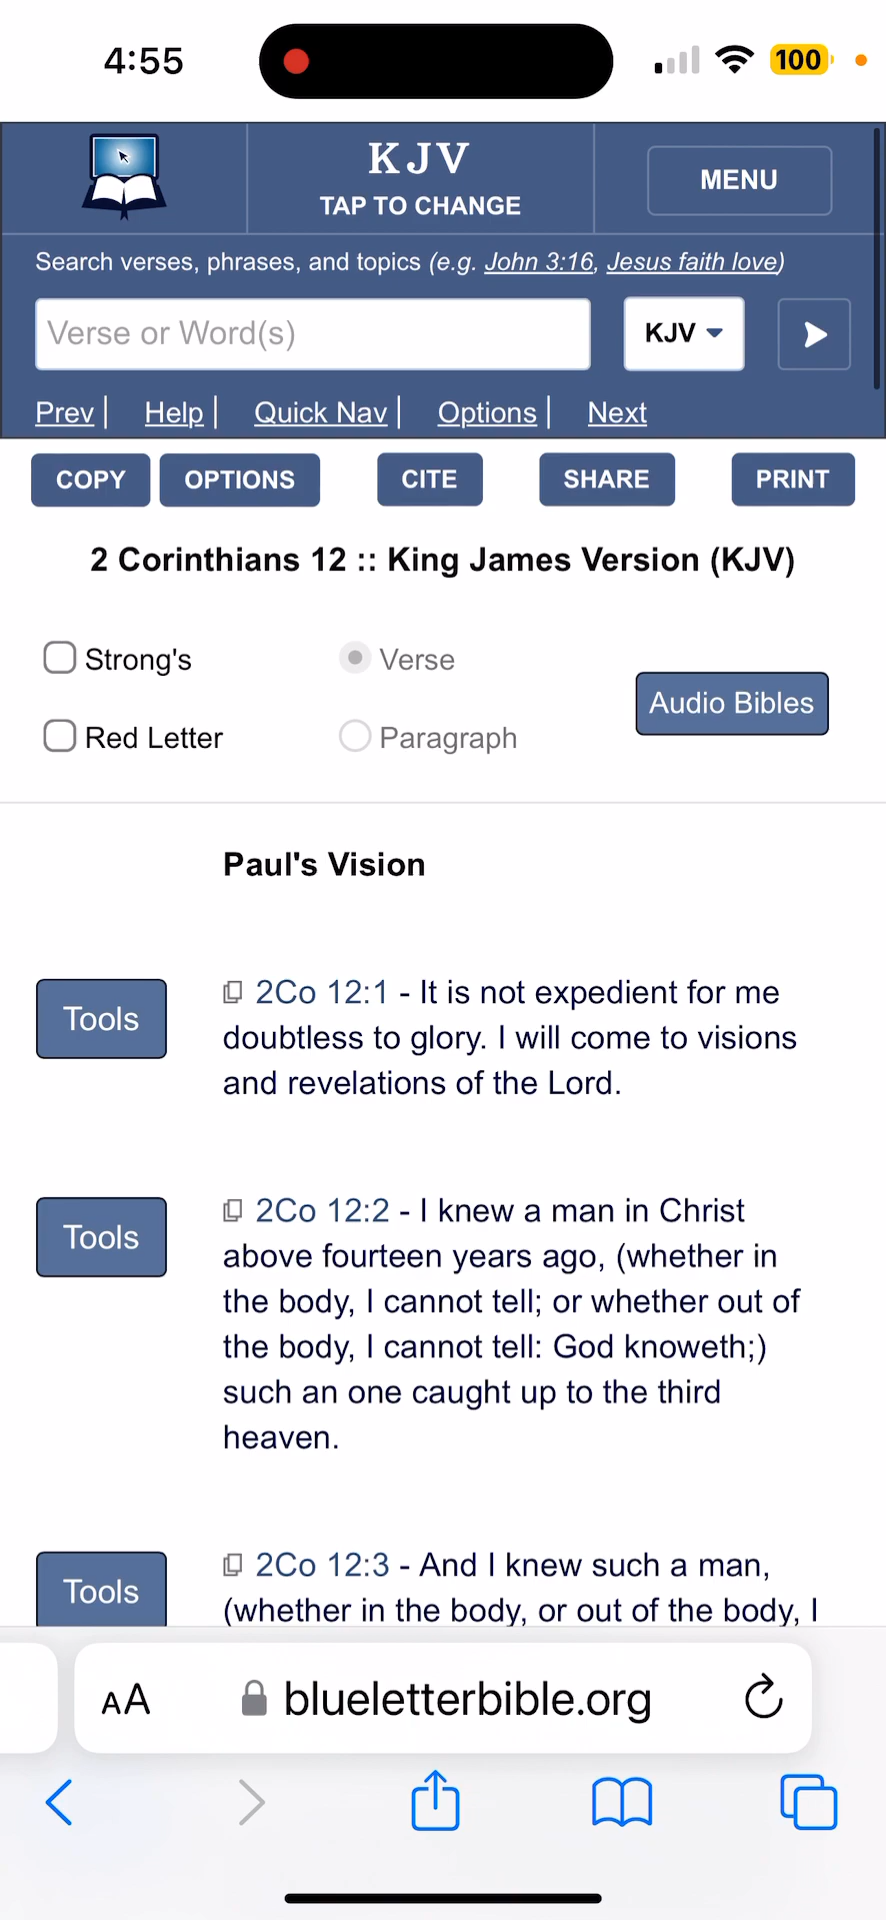 4:55
100
KJV
TAP TO CHANGE
MENU
Search verses, phrases, and topics (e.g. John 3:16, Jesus faith love)
Verse or Word(s)
KJV
Prev | Help | Quick Nav | Options | Next
COPY OPTIONS CITE SHARE PRINT
2 Corinthians 12 :: King James Version (KJV)
Strong's Verse
Audio Bibles
Red Letter Paragraph
Paul's Vision
Tools
2Co 12:1 - It is not expedient for me
doubtless to glory. I will come to visions
and revelations of the Lord.
Tools
2Co 12:2 - I knew a man in Christ
above fourteen years ago, (whether in
the body, I cannot tell; or whether out of
the body, I cannot tell: God knoweth;)
such an one caught up to the third
heaven.
Tools
2Co 12:3 - And I knew such a man,
(whether in the body, or out of the body, I
AA blueletterbible.org